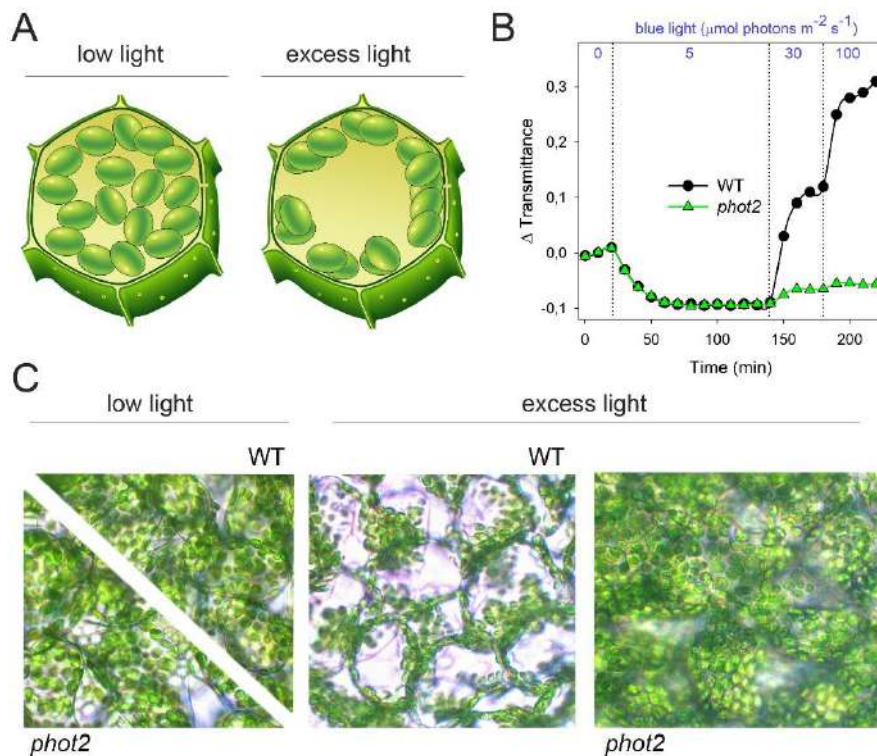 A
low light
excess light
B
blue light (μmol photons m⁻² s⁻¹)
0 5 30 100
0,3
0,2
0,1
0.0
-0,1
Δ Transmittance
WT
phot2
0 50 100 150 200
Time (min)
C
low light
excess light
WT
WT
phot2
phot2